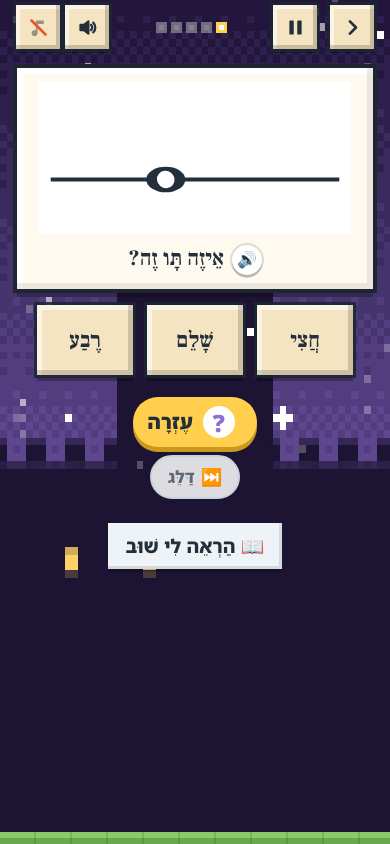 אֵיזֶה תָּו זֶה?
חֲצִי
שָׁלֵם
רֶבַע
עֶזְרָה ?
דַּלֵּג
הַרְאֵה לִי שׁוּב